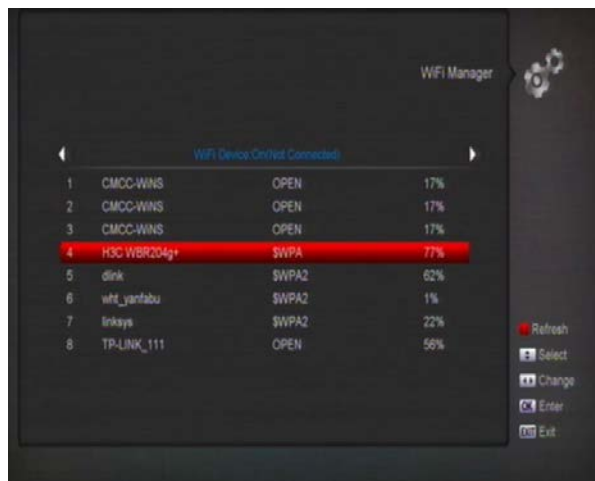 WiFi Manager
WiFi Device:On(Not Connected)
1 CMCC-WiNS OPEN 17%
2 CMCC-WiNS OPEN 17%
3 CMCC-WiNS OPEN 17%
4 H3C WBR204g+ $WPA 77%
5 dlink $WPA2 62%
6 wht_yanfabu $WPA2 1%
7 linksys $WPA2 22%
8 TP-LINK_111 OPEN 56%
Refresh
Select
Change
OK Enter
EXIT Exit